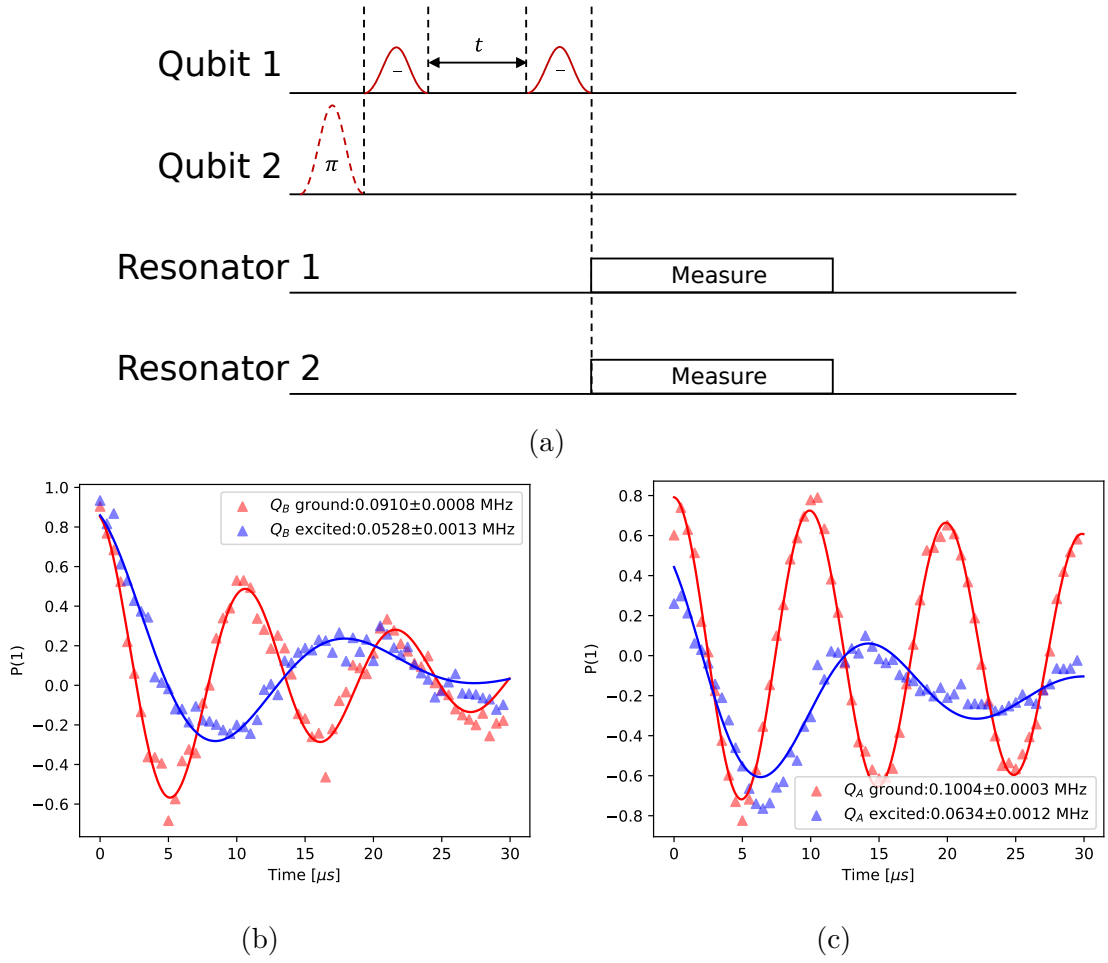 t
Qubit 1
–
–
Qubit 2
π
Resonator 1
Measure
Resonator 2
Measure
(a)
P(1)
1.0
0.8
0.6
0.4
0.2
0.0
−0.2
−0.4
−0.6
Q_B ground:0.0910±0.0008 MHz
Q_B excited:0.0528±0.0013 MHz
0
5
10
15
20
25
30
Time [μs]
(b)
P(1)
0.8
0.6
0.4
0.2
0.0
−0.2
−0.4
−0.6
−0.8
Q_A ground:0.1004±0.0003 MHz
Q_A excited:0.0634±0.0012 MHz
0
5
10
15
20
25
30
Time [μs]
(c)